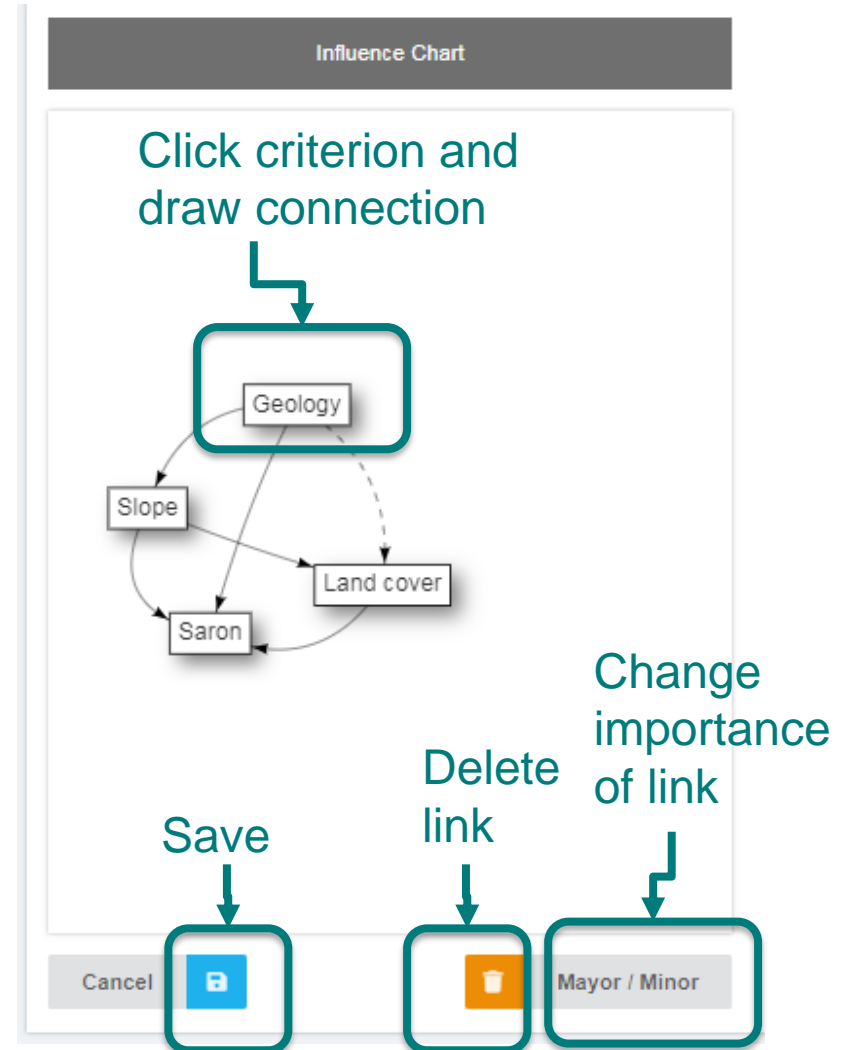 Influence Chart
Click criterion and
draw connection
Geology
Slope
Land cover
Saron
Change
importance
of link
Delete
link
Save
Cancel
Mayor / Minor